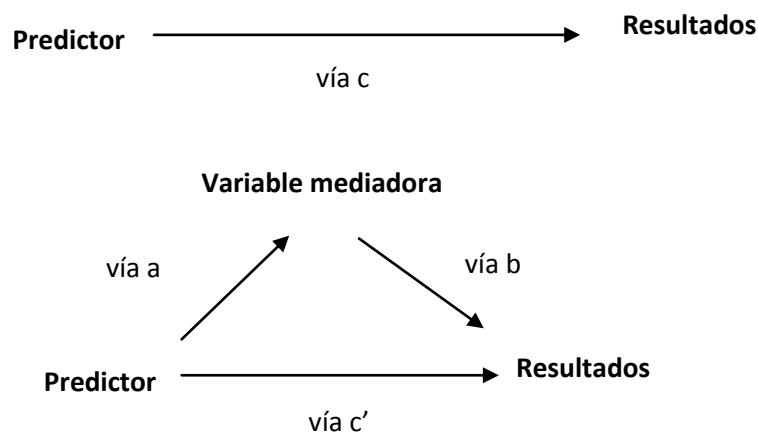 Predictor
Resultados
vía c
Variable mediadora
vía a
vía b
Predictor
Resultados
vía c’